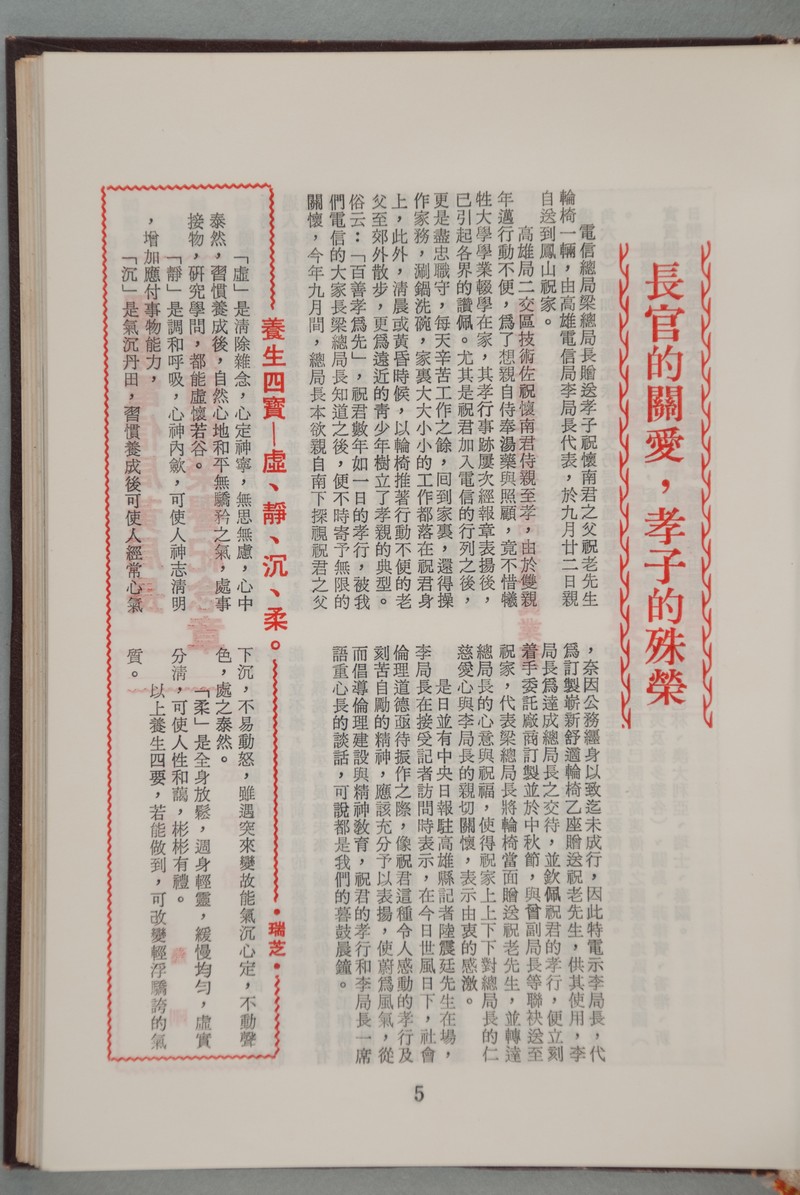 長官的關愛，孝子的殊榮
電信總局梁總局長贈送孝子祝懷南君之父祝老先生
輪椅一輛，由高雄電信局李局長代表，於九月廿二日親
自送到鳳山祝家。
高雄局二交區技術佐祝懷南君侍親至孝，由於雙親
年邁行動不便，爲了想親自侍奉湯藥與照顧，竟不惜犧
牲大學學業輟學在家，其孝行事跡屢次經報章表揚後，
已引起各界的讚佩。尤其是祝君加入電信的行列之後，
更是盡忠職守，每天辛苦工作之餘，回到家裏，還得操
作家務，涮鍋洗碗，家裏大大小小的工作都落在祝君身
上，此外，清晨或黃昏時候，以輪椅推著行動不便的老
父至郊外散步，更爲遠近的靑少年樹立了孝親的典型。
俗云：「百善孝爲先」，祝君數年如一日的孝行，被我
們電信的大家長梁總局長知道之後，便不時寄予無限的
關懷，今年九月間，總局長本欲親自南下探視祝君之父
，奈因公務纒身以致迄未成行，因此特電示李局長，代
爲訂製嶄新舒適輪椅乙座贈送祝老先生，供其使用，李
局長爲達成總局長之交待，並欽佩祝君的孝行，便立刻
着手委託廠商訂製並於中秋節，與曾副局長等聯袂送至
祝家，代表梁總局長將輪椅當面贈送祝老先生，並轉達
總局長的心意與祝福，使得祝家上上下下對總局長的仁
慈愛心與李局長的親切關懷，表示由衷的感激。
是日並有中央日報駐高雄縣記者陸震廷先生在場，
李局長在接受記者訪問時表示，在今日世風日下，社會
倫理道德亟待振作之際，像祝君這種令人感動的孝行及
刻苦自勵的精神，應該充分予以表揚，使蔚爲風氣，從
而倡導倫理建設與精神敎育，祝君的孝行和李局長一席
語重心長的談話，可說都是我們的暮鼓晨鐘。
養生四寶—虛、靜、沉、柔。
•瑞芝•
「虛」是清除雜念，心定神寧，無思無慮，心中
泰然，習慣養成後，自然心地和平無驕矜之氣，處事
接物，研究學問，都能虛懷若谷。
「靜」是調和呼吸，心神內斂，可使人神志淸明
，增加應付事物能力，
「沉」是氣沉丹田，習慣養成後可使人經常心氣
下沉，不易動怒，雖遇突來變故能氣沉心定，不動聲
色，處之泰然。
「柔」是全身放鬆，週身輕靈，緩慢均勻，虛實
分淸，可使人性和藹，彬彬有禮。
以上養生四要，若能做到，可改變輕浮驕誇的氣
質。
5